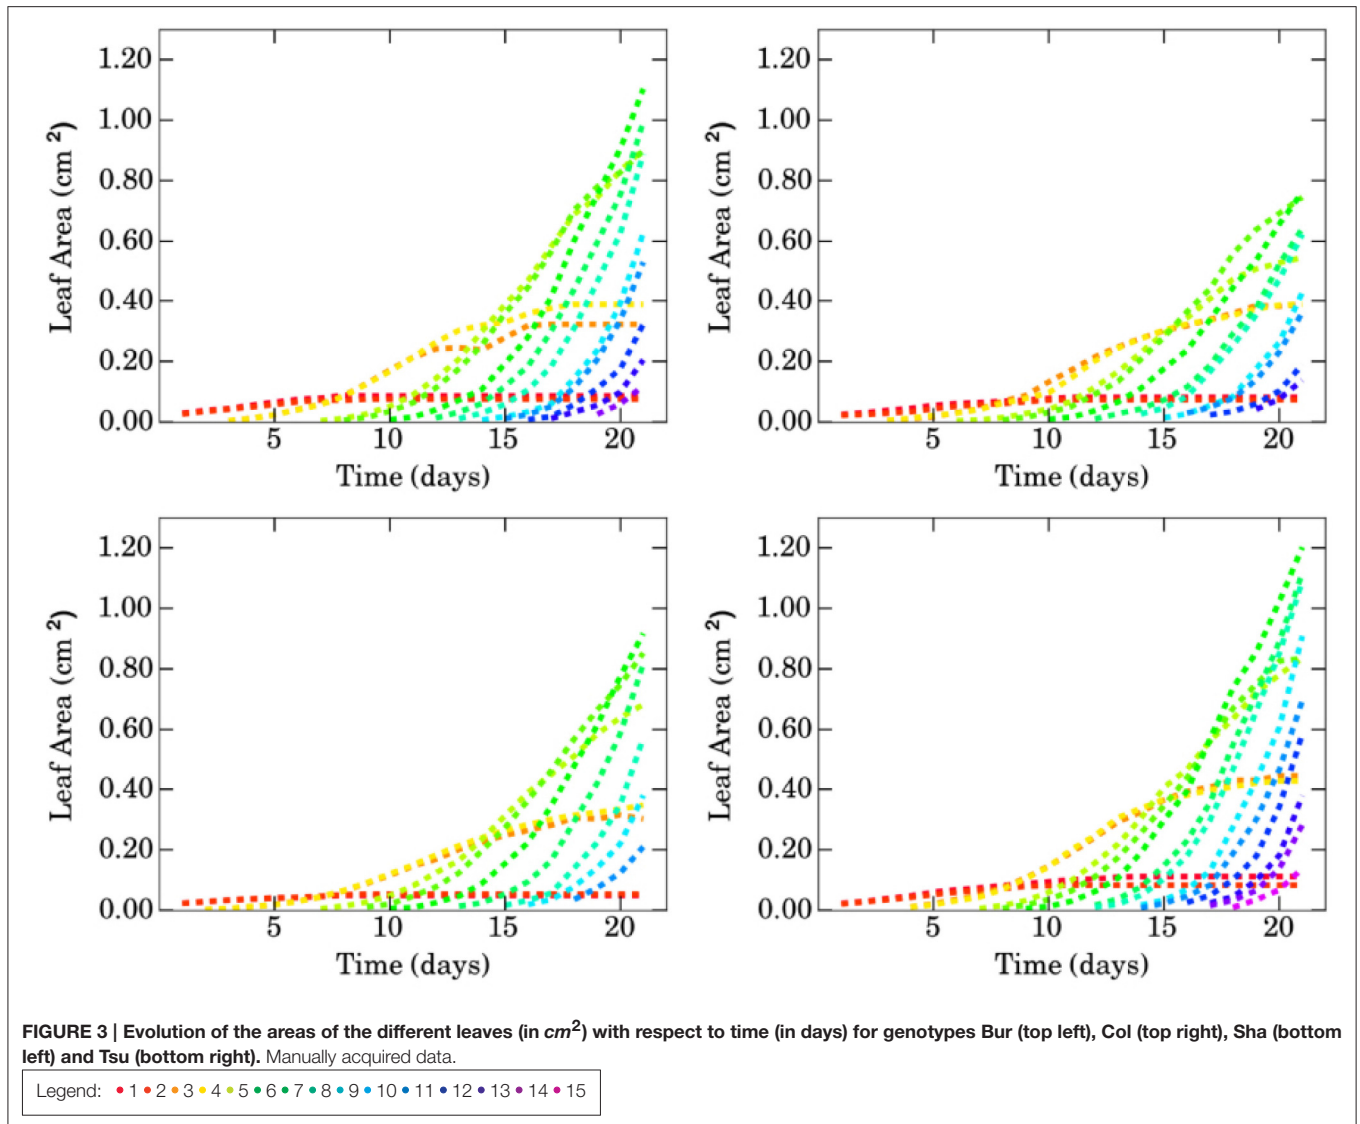 1.20
1.00
0.80
0.60
0.40
0.20
0.00
5 10 15 20
Leaf Area (cm 2)
Time (days)
1.20
1.00
0.80
0.60
0.40
0.20
0.00
5 10 15 20
Leaf Area (cm 2)
Time (days)
1.20
1.00
0.80
0.60
0.40
0.20
0.00
5 10 15 20
Leaf Area (cm 2)
Time (days)
1.20
1.00
0.80
0.60
0.40
0.20
0.00
5 10 15 20
Leaf Area (cm 2)
Time (days)
FIGURE 3 | Evolution of the areas of the different leaves (in cm2) with respect to time (in days) for genotypes Bur (top left), Col (top right), Sha (bottom
left) and Tsu (bottom right). Manually acquired data.
Legend: • 1 • 2 • 3 • 4 • 5 • 6 • 7 • 8 • 9 • 10 • 11 • 12 • 13 • 14 • 15